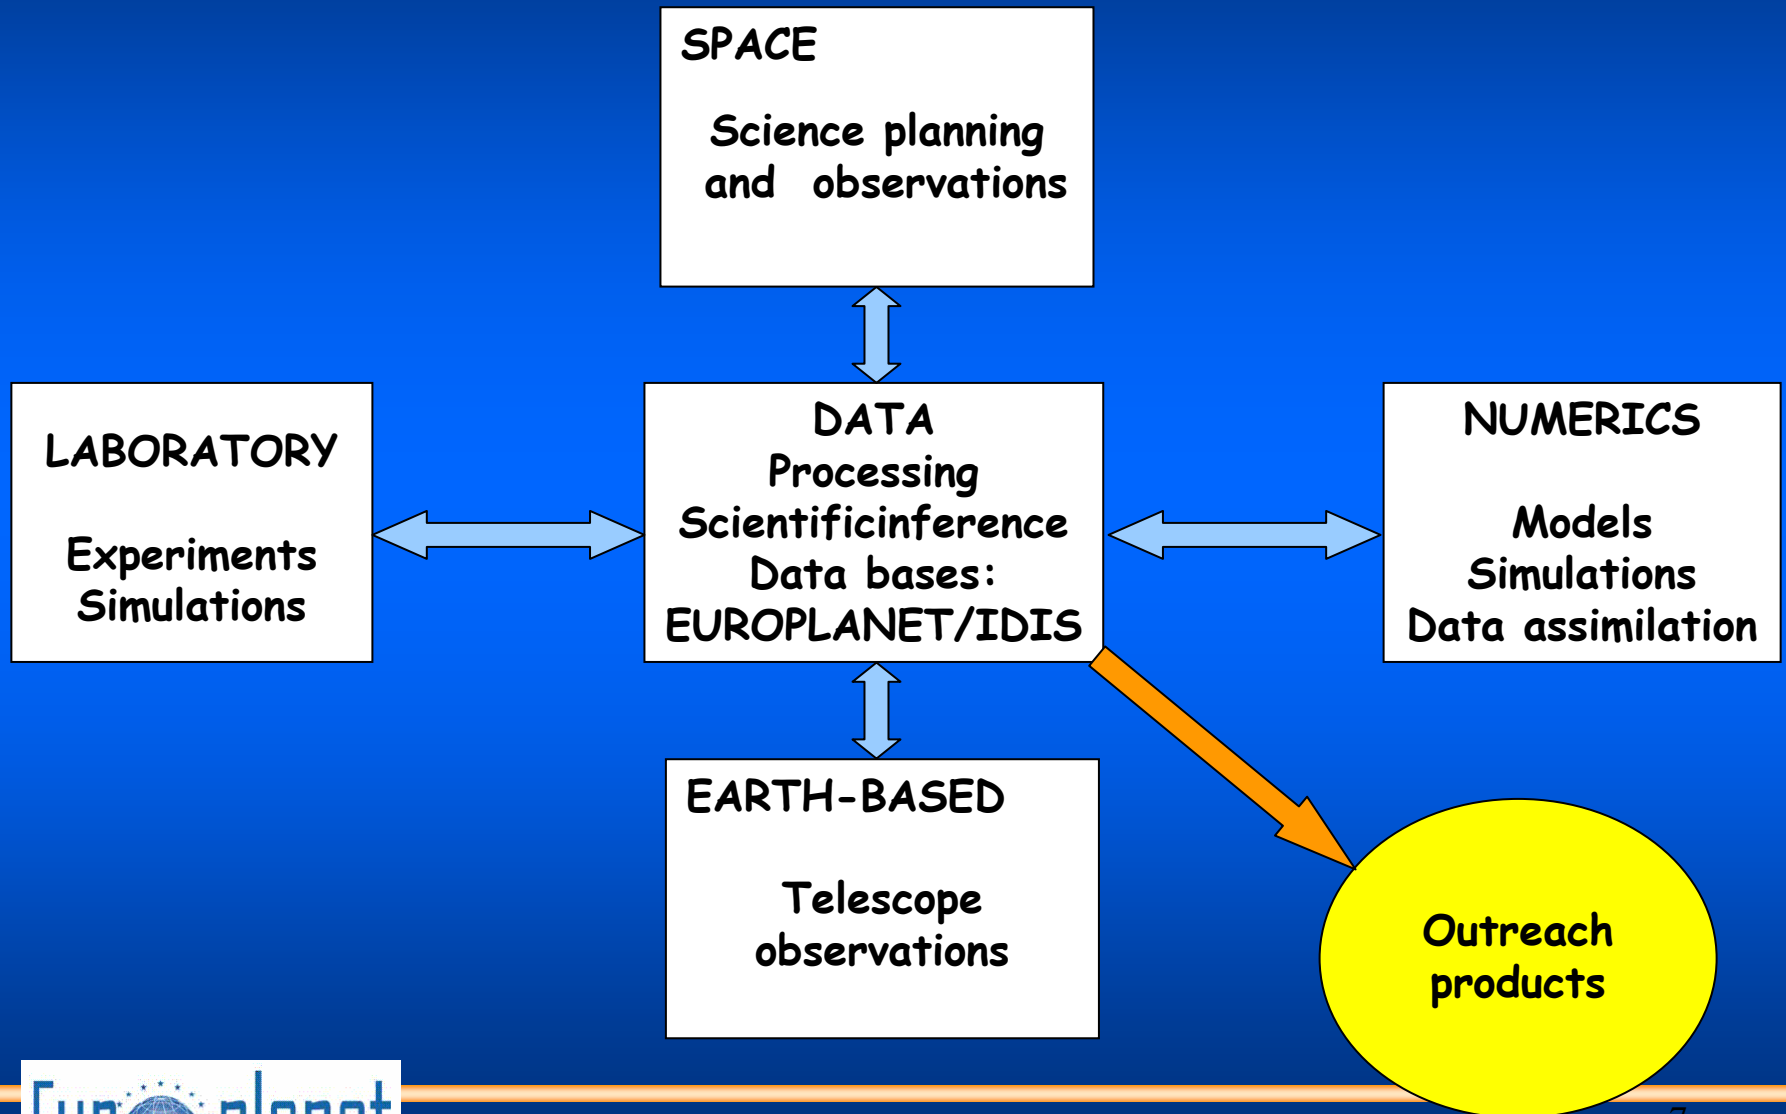 SPACE
Science planning
and observations
LABORATORY
Experiments
Simulations
DATA
Processing
Scientificinference
Data bases:
EUROPLANET/IDIS
NUMERICS
Models
Simulations
Data assimilation
EARTH-BASED
Telescope
observations
Outreach
products